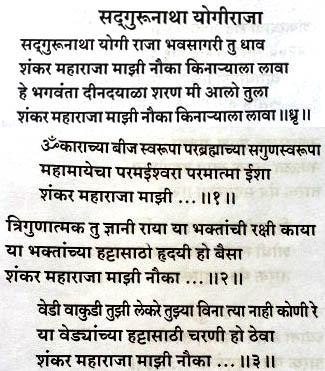 सद्‌गुरूनाथा योगीराजा
सद्‌गुरूनाथा योगी राजा भवसागरी तु धाव
शंकर महाराजा माझी नौका किनाऱ्याला लावा
हे भगवंता दीनदयाळा शरण मी आलो तुला
शंकर महाराजा माझी नौका किनाऱ्याला लावा ॥धृ॥
ॐकाराच्या बीज स्वरूपा परब्रह्माच्या सगुणस्वरूपा
महामायेचा परमईश्वरा परमात्मा ईशा
शंकर महाराजा माझी ...॥१॥
त्रिगुणात्मक तु ज्ञानी राया या भक्तांची रक्षी काया
या भक्तांच्या हट्टासाठो हृदयी हो बैसा
शंकर महाराजा माझी नौका ...॥२॥
वेडी वाकुडी तुझी लेकरे तुझ्या विना त्या नाही कोणी रे
या वेड्यांच्या हट्टासाठी चरणी हो ठेवा
शंकर महाराजा माझी नौका ...॥३॥